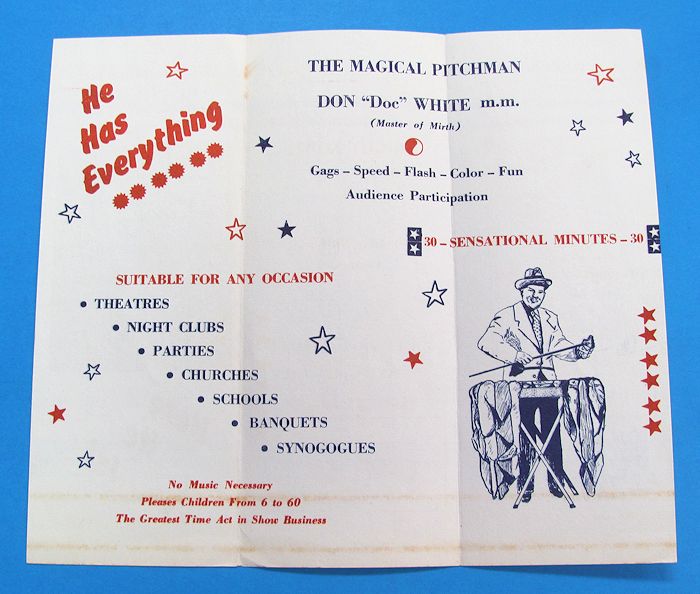 He
Has
Everything
THE MAGICAL PITCHMAN
DON "Doc" WHITE m.m.
(Master of Mirth)
Gags – Speed – Flash – Color – Fun
Audience Participation
30 – SENSATIONAL MINUTES – 30
SUITABLE FOR ANY OCCASION
• THEATRES
• NIGHT CLUBS
• PARTIES
• CHURCHES
• SCHOOLS
• BANQUETS
• SYNOGOGUES
No Music Necessary
Pleases Children From 6 to 60
The Greatest Time Act in Show Business